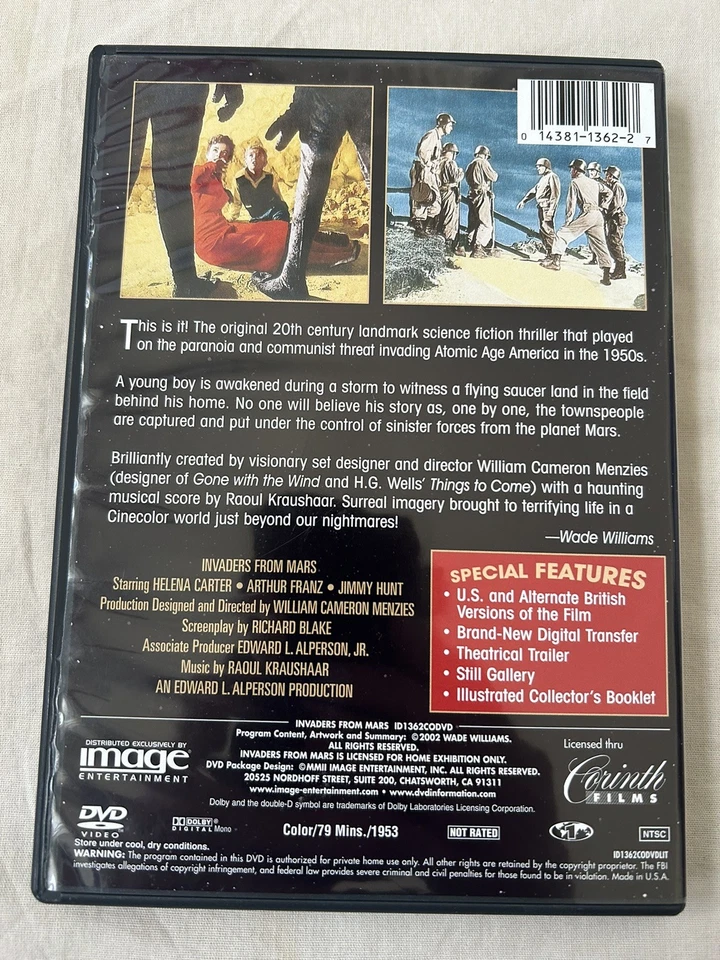 0 14381-1362-2 7
This is it! The original 20th century landmark science fiction thriller that played
on the paranoia and communist threat invading Atomic Age America in the 1950s.
A young boy is awakened during a storm to witness a flying saucer land in the field
behind his home. No one will believe his story as, one by one, the townspeople
are captured and put under the control of sinister forces from the planet Mars.
Brilliantly created by visionary set designer and director William Cameron Menzies
(designer of Gone with the Wind and H.G. Wells' Things to Come) with a haunting
musical score by Raoul Kraushaar. Surreal imagery brought to terrifying life in a
Cinecolor world just beyond our nightmares!
—Wade Williams
INVADERS FROM MARS
Starring HELENA CARTER • ARTHUR FRANZ • JIMMY HUNT
Production Designed and Directed by WILLIAM CAMERON MENZIES
Screenplay by RICHARD BLAKE
Associate Producer EDWARD L. ALPERSON, JR.
Music by RAOUL KRAUSHAAR
AN EDWARD L. ALPERSON PRODUCTION
SPECIAL FEATURES
• U.S. and Alternate British
Versions of the Film
• Brand-New Digital Transfer
• Theatrical Trailer
• Still Gallery
• Illustrated Collector's Booklet
DISTRIBUTED EXCLUSIVELY BY
image
ENTERTAINMENT
INVADERS FROM MARS ID1362CODVD
Program Content, Artwork and Summary: ©2002 WADE WILLIAMS.
ALL RIGHTS RESERVED.
INVADERS FROM MARS IS LICENSED FOR HOME EXHIBITION ONLY.
DVD Package Design: ©MMII IMAGE ENTERTAINMENT, INC. ALL RIGHTS RESERVED.
20525 NORDHOFF STREET, SUITE 200, CHATSWORTH, CA 91311
www.image-entertainment.com • www.dvdinformation.com
Dolby and the double-D symbol are trademarks of Dolby Laboratories Licensing Corporation.
Licensed thru
Corinth
FILMS
DVD
VIDEO
DOLBY
DIGITAL Mono
Color/79 Mins./1953
NOT RATED
1
NTSC
Store under cool, dry conditions.
ID1362CODVDLIT
WARNING: The program contained in this DVD is authorized for private home use only. All other rights are retained by the copyright proprietor. The FBI
investigates allegations of copyright infringement, and federal law provides severe criminal and civil penalties for those found to be in violation. Made in U.S.A.